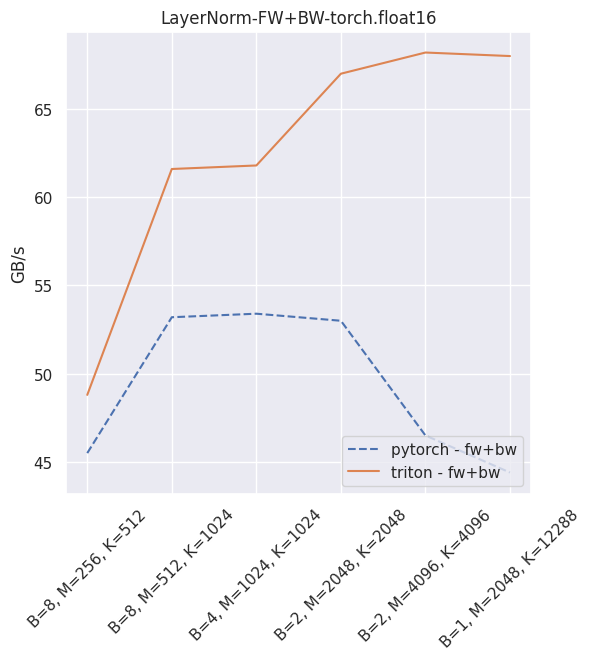 LayerNorm-FW+BW-torch.float16
GB/s
65
60
55
50
45
pytorch - fw+bw
triton - fw+bw
B=8, M=256, K=512
B=8, M=512, K=1024
B=4, M=1024, K=1024
B=2, M=2048, K=2048
B=2, M=4096, K=4096
B=1, M=2048, K=12288